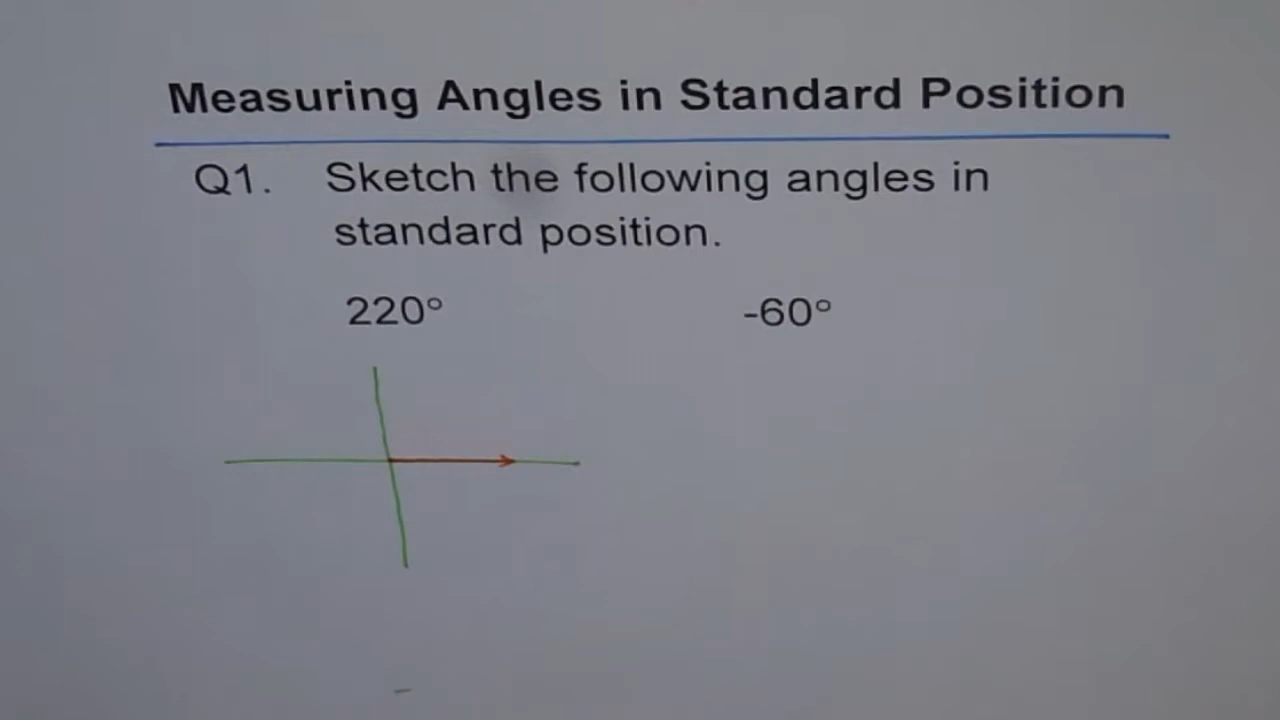 Measuring Angles in Standard Position
Q1. Sketch the following angles in
standard position.
220° -60°